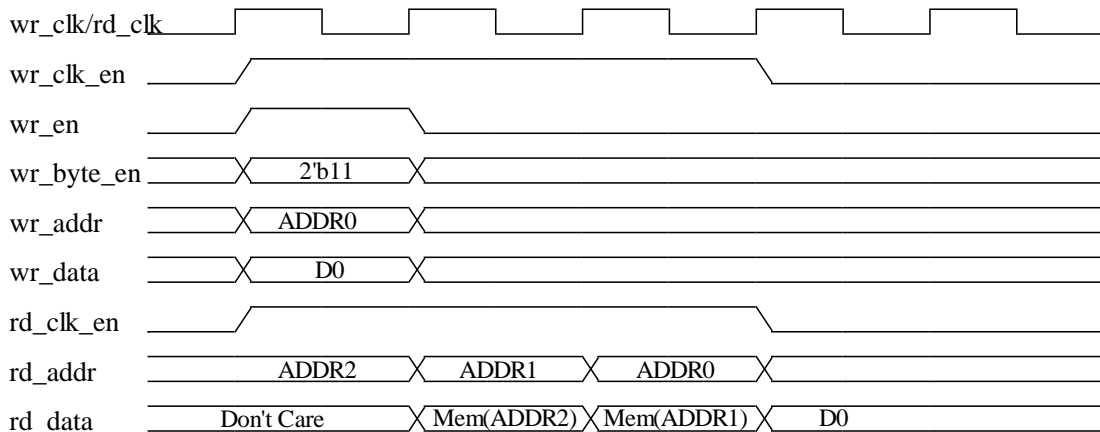 wr_clk/rd_clk
wr_clk_en
wr_en
wr_byte_en 2'b11
wr_addr ADDR0
wr_data D0
rd_clk_en
rd_addr ADDR2 ADDR1 ADDR0
rd_data Don't Care Mem(ADDR2) Mem(ADDR1) D0